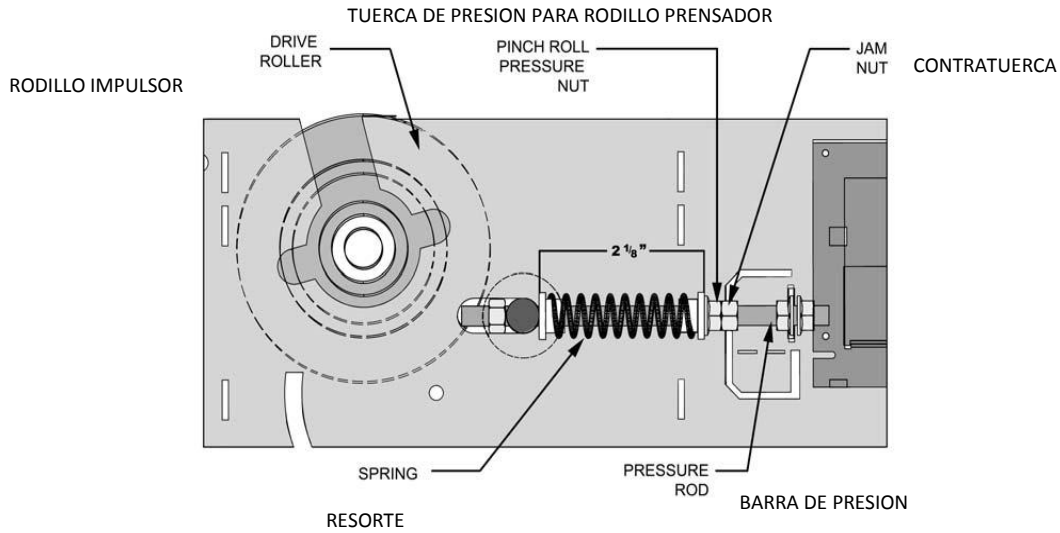 TUERCA DE PRESION PARA RODILLO PRENSADOR
DRIVE
ROLLER
PINCH ROLL
PRESSURE
NUT
JAM
NUT
CONTRATUERCA
RODILLO IMPULSOR
2 1/8"
SPRING
PRESSURE
ROD
BARRA DE PRESION
RESORTE